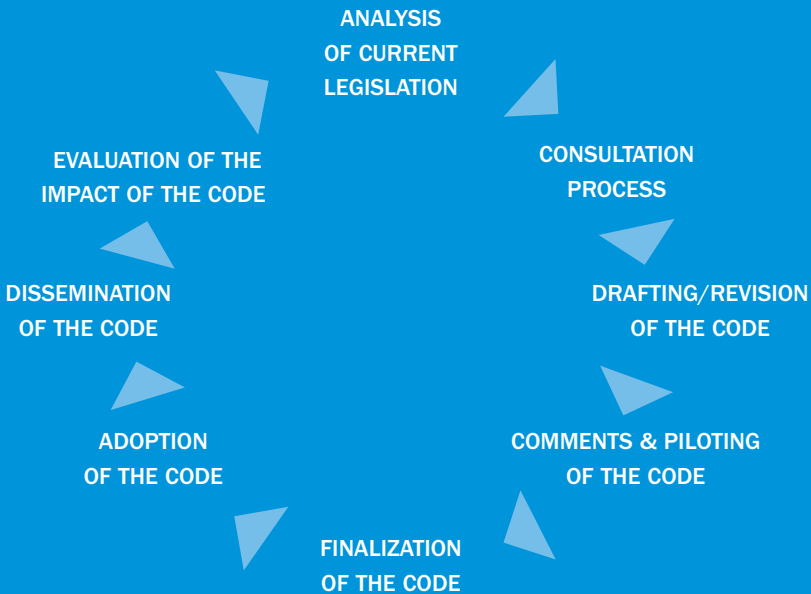 ANALYSIS
OF CURRENT
LEGISLATION
CONSULTATION
PROCESS
DRAFTING/REVISION
OF THE CODE
COMMENTS & PILOTING
OF THE CODE
FINALIZATION
OF THE CODE
ADOPTION
OF THE CODE
DISSEMINATION
OF THE CODE
EVALUATION OF THE
IMPACT OF THE CODE